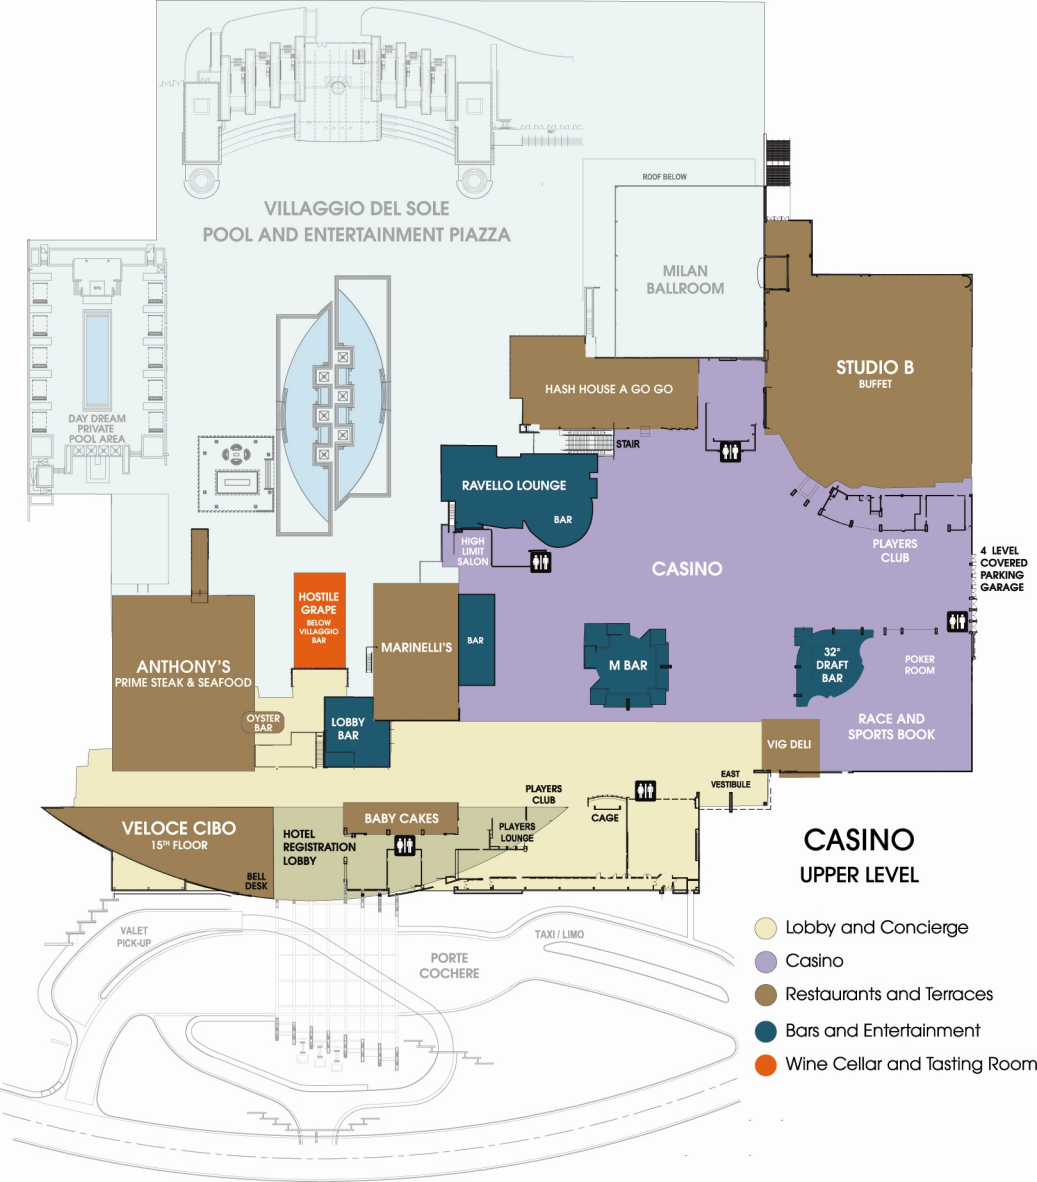 ROOF BELOW
VILLAGGIO DEL SOLE
POOL AND ENTERTAINMENT PIAZZA
MILAN
BALLROOM
SPA
STUDIO B
BUFFET
HASH HOUSE A GO GO
DAY DREAM
PRIVATE
POOL AREA
STAIR
RAVELLO LOUNGE
BAR
HIGH
LIMIT
SALON
PLAYERS
CLUB
CASINO
4 LEVEL
COVERED
PARKING
GARAGE
HOSTILE
GRAPE
BELOW
VILLAGGIO
BAR
MARINELLI'S
BAR
M BAR
32°
DRAFT
BAR
POKER
ROOM
ANTHONY'S
PRIME STEAK & SEAFOOD
OYSTER
BAR
LOBBY
BAR
RACE AND
SPORTS BOOK
VIG DELI
EAST
VESTIBULE
PLAYERS
CLUB
CAGE
BABY CAKES
PLAYERS
LOUNGE
VELOCE CIBO
15TH FLOOR
HOTEL
REGISTRATION
LOBBY
BELL
DESK
CASINO
UPPER LEVEL
VALET
PICK-UP
TAXI / LIMO
PORTE
COCHERE
Lobby and Concierge
Casino
Restaurants and Terraces
Bars and Entertainment
Wine Cellar and Tasting Room